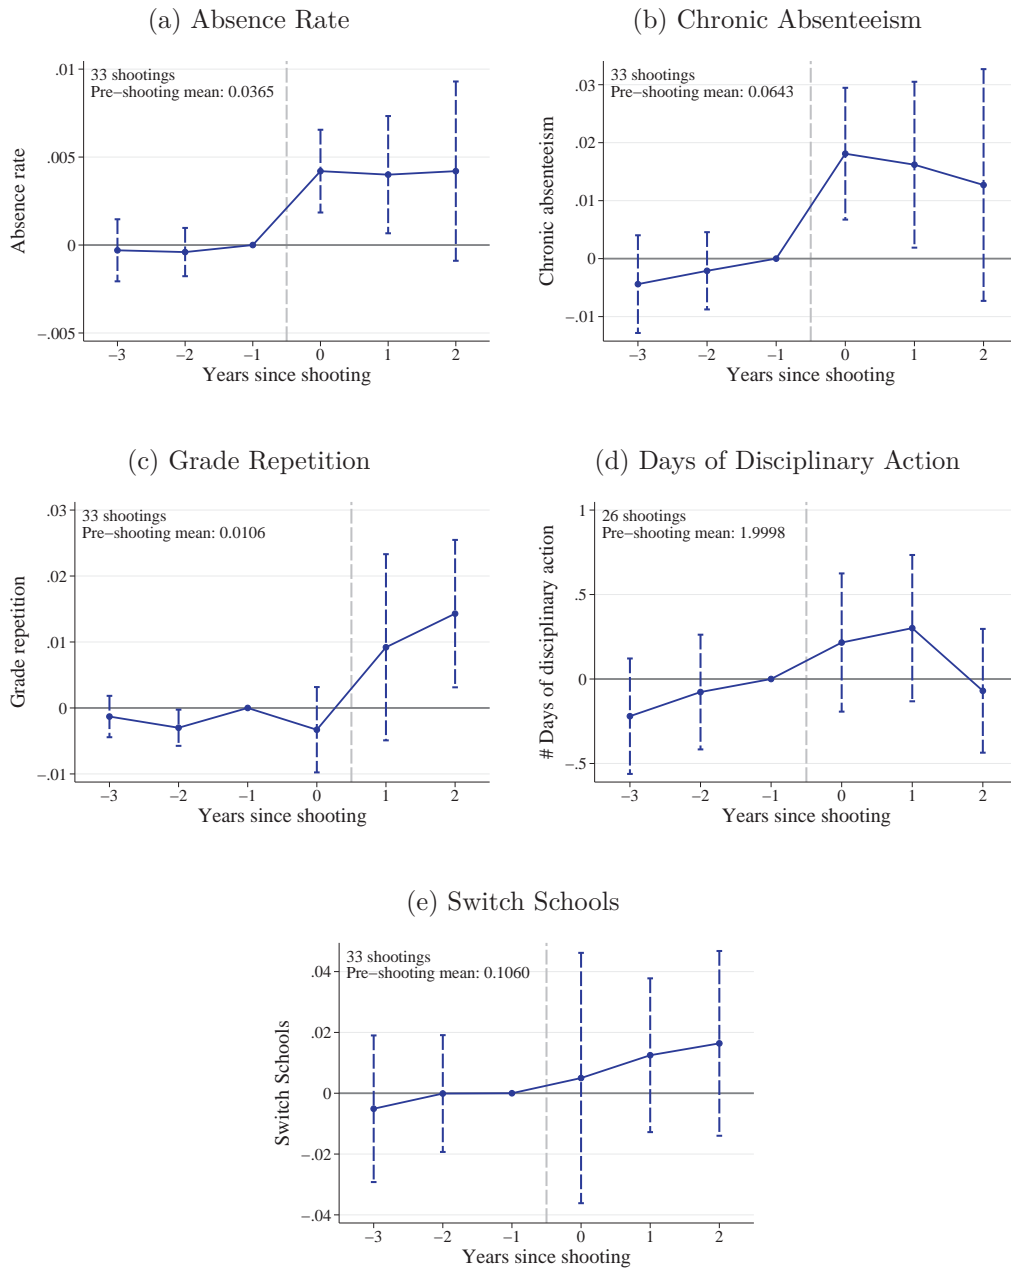 (a) Absence Rate
33 shootings
Pre−shooting mean: 0.0365
Absence rate
.01
.005
0
−.005
−3 −2 −1 0 1 2
Years since shooting
(b) Chronic Absenteeism
33 shootings
Pre−shooting mean: 0.0643
Chronic absenteeism
.03
.02
.01
0
−.01
−3 −2 −1 0 1 2
Years since shooting
(c) Grade Repetition
33 shootings
Pre−shooting mean: 0.0106
Grade repetition
.03
.02
.01
0
−.01
−3 −2 −1 0 1 2
Years since shooting
(d) Days of Disciplinary Action
26 shootings
Pre−shooting mean: 1.9998
# Days of disciplinary action
1
.5
0
−.5
−3 −2 −1 0 1 2
Years since shooting
(e) Switch Schools
33 shootings
Pre−shooting mean: 0.1060
Switch Schools
.04
.02
0
−.02
−.04
−3 −2 −1 0 1 2
Years since shooting